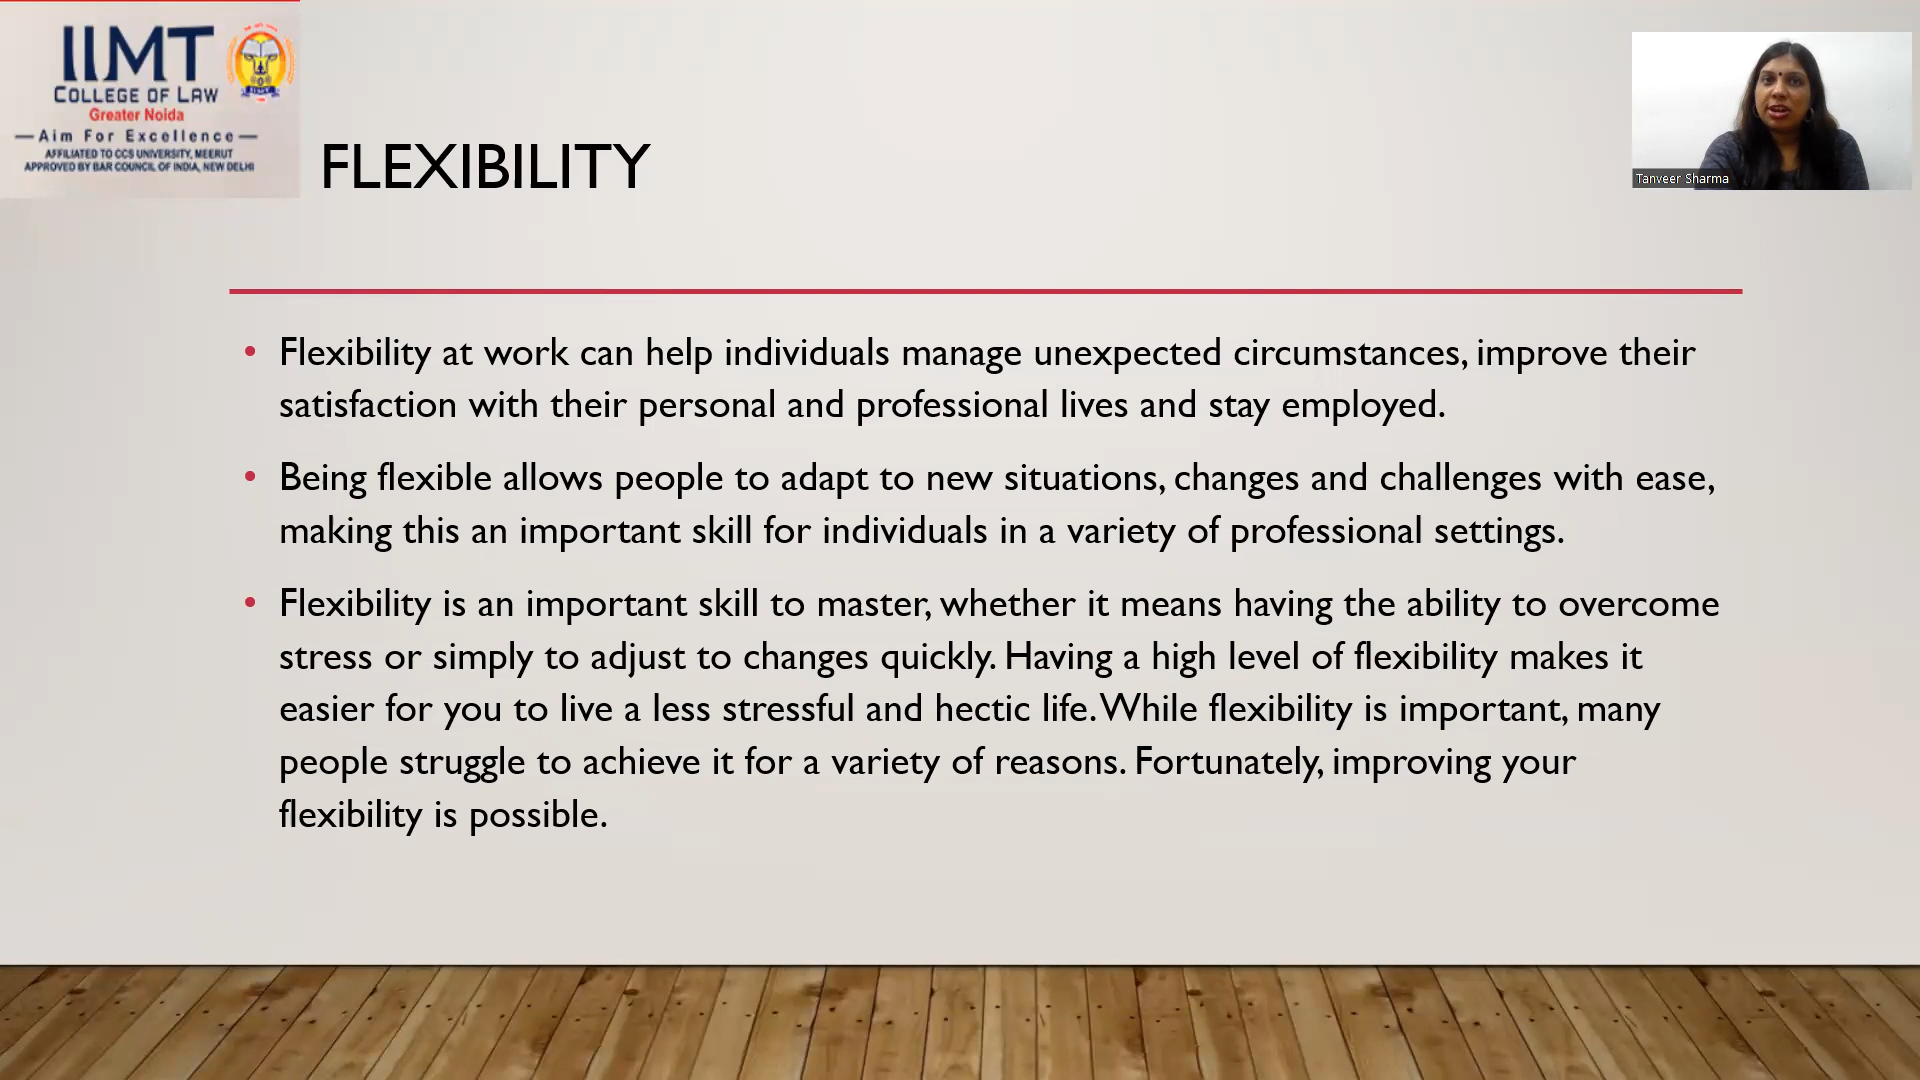 IIMT
COLLEGE OF LAW
Greater Noida
Aim For Excellence
AFFILIATED TO CCS UNIVERSITY, MEERUT
APPROVED BY BAR COUNCIL OF INDIA, NEW DELHI
IIMT
Tanveer Sharma
FLEXIBILITY
• Flexibility at work can help individuals manage unexpected circumstances, improve their
satisfaction with their personal and professional lives and stay employed.
• Being flexible allows people to adapt to new situations, changes and challenges with ease,
making this an important skill for individuals in a variety of professional settings.
• Flexibility is an important skill to master, whether it means having the ability to overcome
stress or simply to adjust to changes quickly. Having a high level of flexibility makes it
easier for you to live a less stressful and hectic life. While flexibility is important, many
people struggle to achieve it for a variety of reasons. Fortunately, improving your
flexibility is possible.